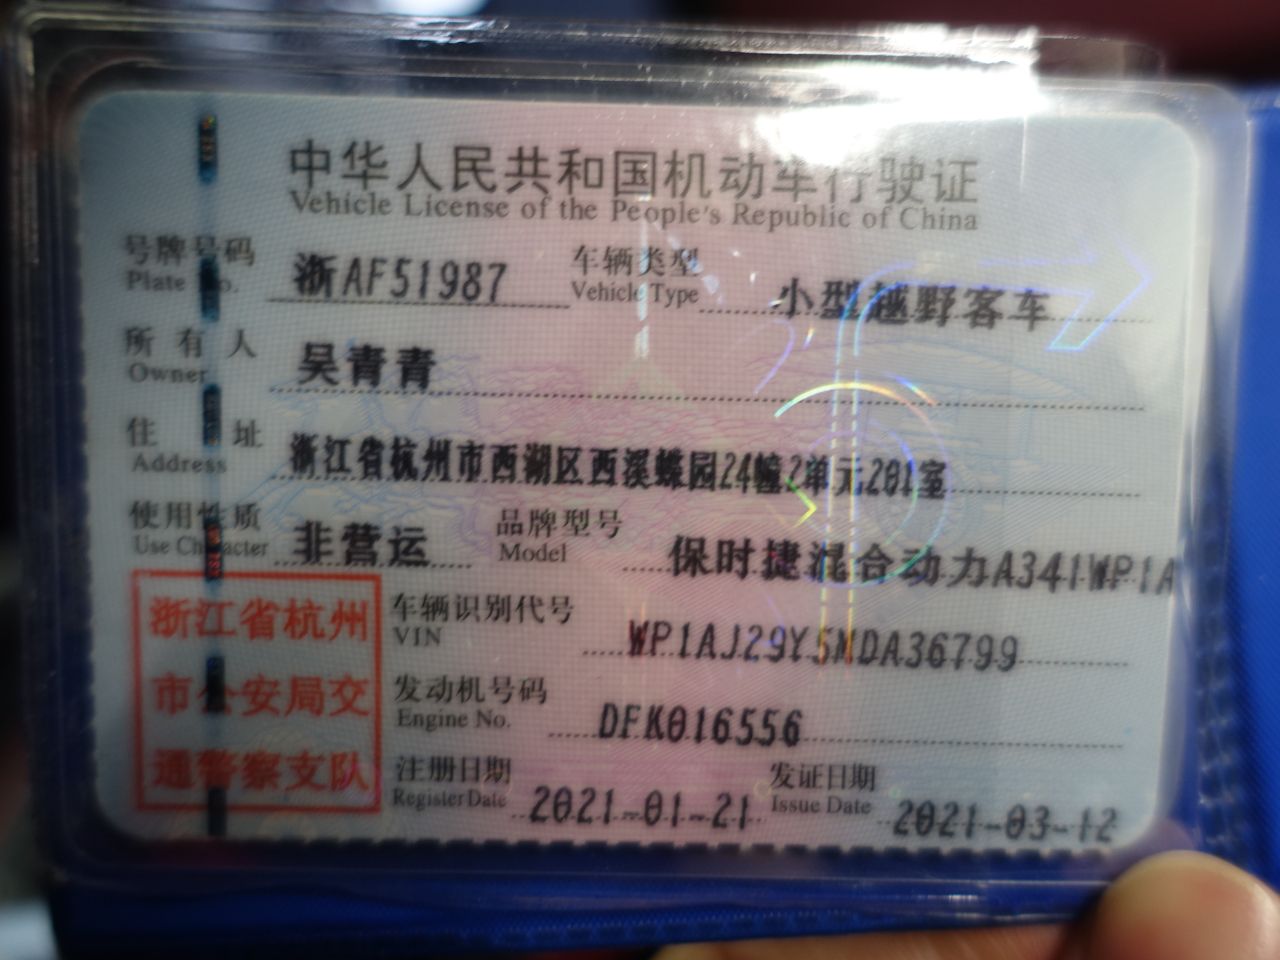 中华人民共和国机动车行驶证
Vehicle License of the People's Republic of China
号牌号码 浙AF51987 车辆类型 小型越野客车
Plate No. Vehicle Type
所有人 吴青青
Owner
住址 浙江省杭州市西湖区西溪蝶园24幢2单元201室
Address
使用性质 非营运 品牌型号 保时捷混合动力A341WP1A
Use Character Model
浙江省杭州
市公安局交
通警察支队
车辆识别代号 WP1AJ29Y5MDA36799
VIN
发动机号码 DFK016556
Engine No.
注册日期 2021-01-21 发证日期 2021-03-12
Register Date Issue Date